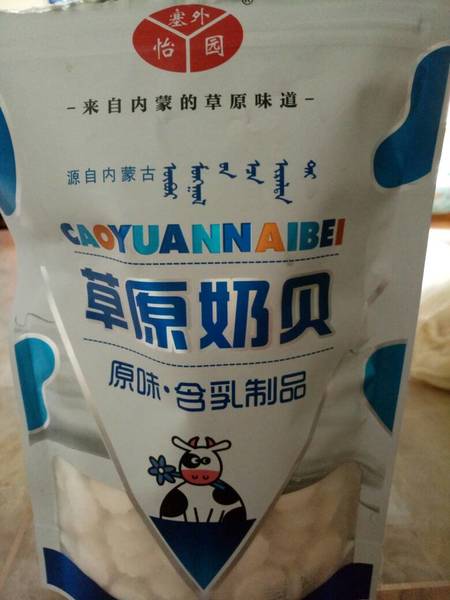 塞外
怡园
®
-来自内蒙的草原味道-
源自内蒙古
CAOYUANNAIBEI
草原奶贝
原味·含乳制品